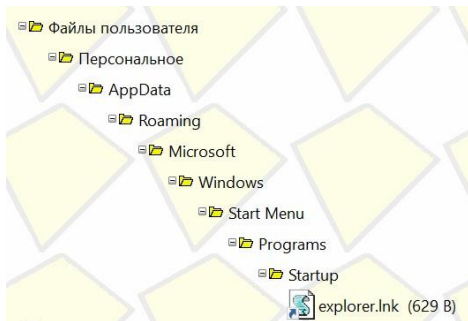 Файлы пользователя
Персональное
AppData
Roaming
Microsoft
Windows
Start Menu
Programs
Startup
explorer.lnk (629 B)